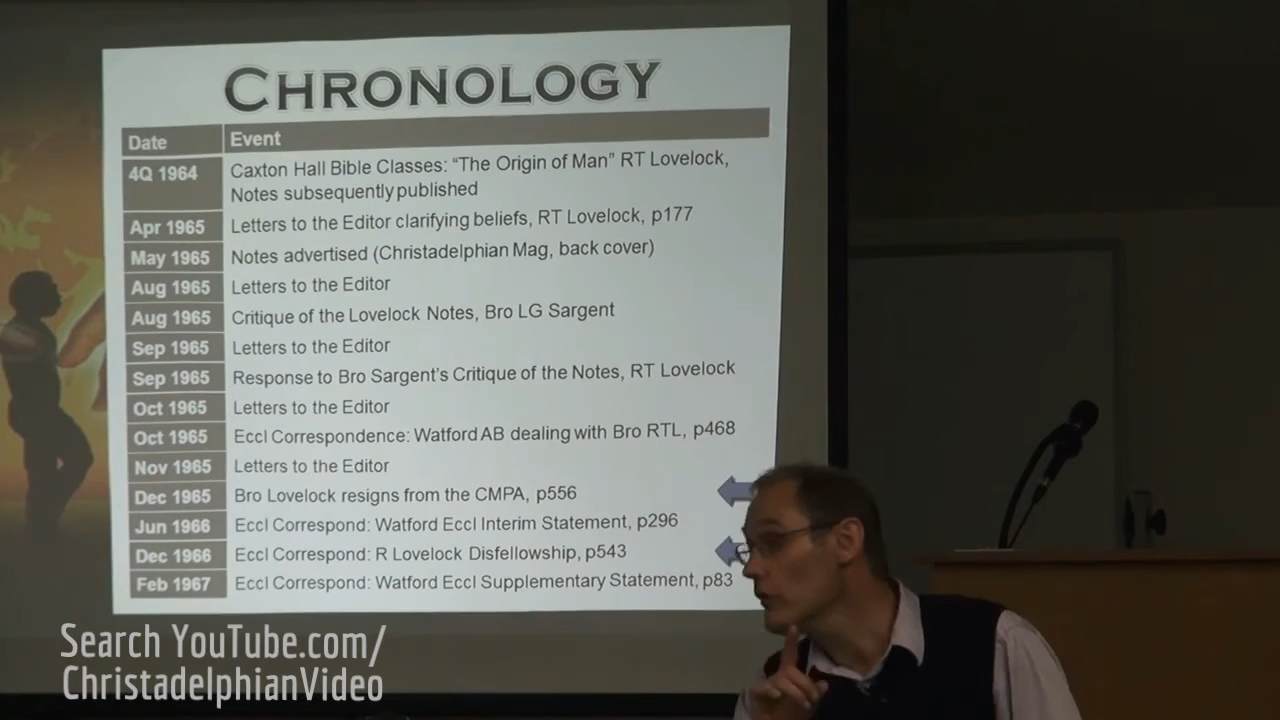 CHRONOLOGY
Date Event
4Q 1964 Caxton Hall Bible Classes: “The Origin of Man” RT Lovelock,
Notes subsequently published
Apr 1965 Letters to the Editor clarifying beliefs, RT Lovelock, p177
May 1965 Notes advertised (Christadelphian Mag, back cover)
Aug 1965 Letters to the Editor
Aug 1965 Critique of the Lovelock Notes, Bro LG Sargent
Sep 1965 Letters to the Editor
Sep 1965 Response to Bro Sargent's Critique of the Notes, RT Lovelock
Oct 1965 Letters to the Editor
Oct 1965 Eccl Correspondence: Watford AB dealing with Bro RTL, p468
Nov 1965 Letters to the Editor
Dec 1965 Bro Lovelock resigns from the CMPA, p556
Jun 1966 Eccl Correspond: Watford Eccl Interim Statement, p296
Dec 1966 Eccl Correspond: R Lovelock Disfellowship, p543
Feb 1967 Eccl Correspond: Watford Eccl Supplementary Statement, p83
Search YouTube.com/
ChristadelphianVideo